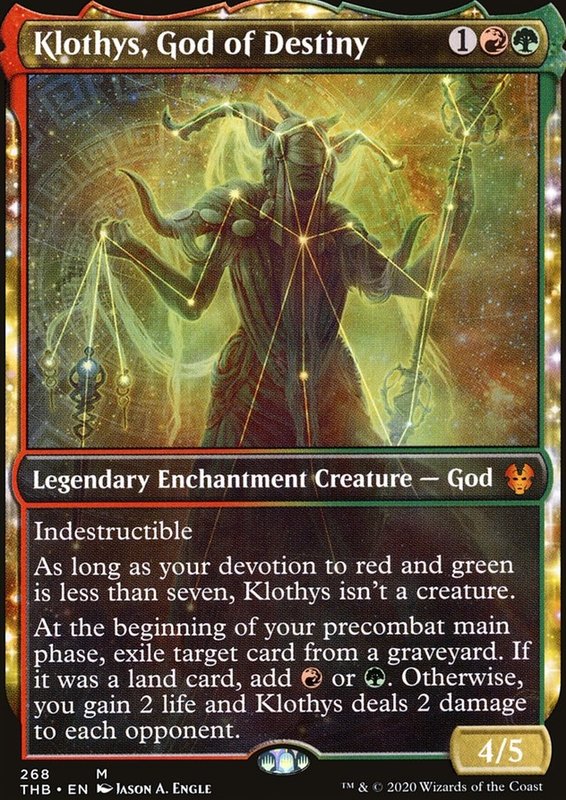 Klothys, God of Destiny 1
Legendary Enchantment Creature — God
Indestructible
As long as your devotion to red and green
is less than seven, Klothys isn't a creature.
At the beginning of your precombat main
phase, exile target card from a graveyard. If
it was a land card, add or . Otherwise,
you gain 2 life and Klothys deals 2 damage
to each opponent.
4/5
268 M
THB • EN Jason A. Engle
™ & © 2020 Wizards of the Coast